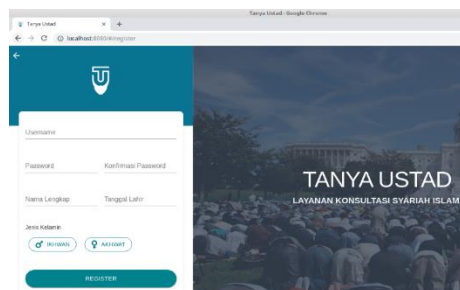 Tanya Ustad - Google Chrome
Tanya Ustad
localhost:8080/#/register
Username
Password Konfirmasi Password
Nama Lengkap Tanggal Lahir
Jenis Kelamin
IKHWAN AKHWAT
REGISTER
TANYA USTAD
LAYANAN KONSULTASI SYARIAH ISLAM